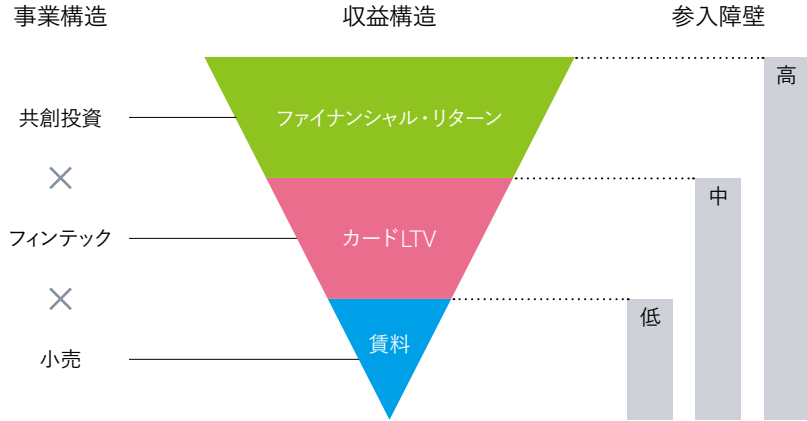 事業構造
収益構造
参入障壁
高
共創投資
ファイナンシャル・リターン
×
中
フィンテック
カードLTV
×
低
賃料
小売